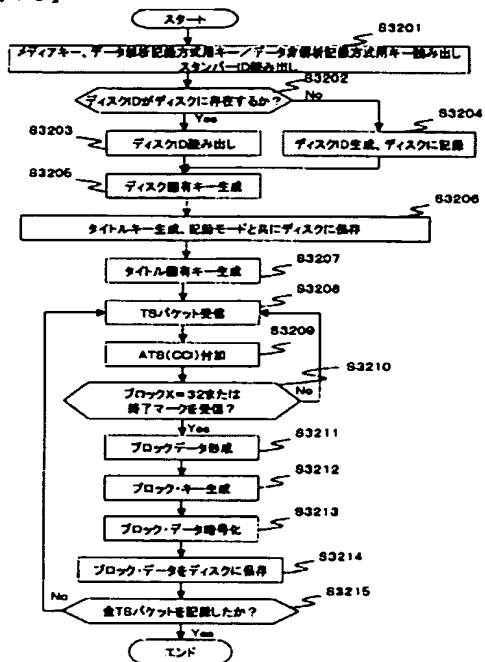 スタート
S3201
メディアキー、データ解析記録方式用キー/データ非解析記録方式用キー読み出し
スタンパーID読み出し
S3202
ディスクIDがディスクに存在するか?
No
Yes
S3203
ディスクID読み出し
S3204
ディスクID生成、ディスクに記録
S3205
ディスク固有キー生成
S3206
タイトルキー生成、記録モードと共にディスクに保存
S3207
タイトル固有キー生成
S3208
TSパケット受信
S3209
ATS(CCI)付加
S3210
ブロックX=32または
終了マークを受信?
No
Yes
S3211
ブロックデータ形成
S3212
ブロック・キー生成
S3213
ブロック・データ暗号化
S3214
ブロック・データをディスクに保存
S3215
全TSパケットを記録したか?
No
Yes
エンド